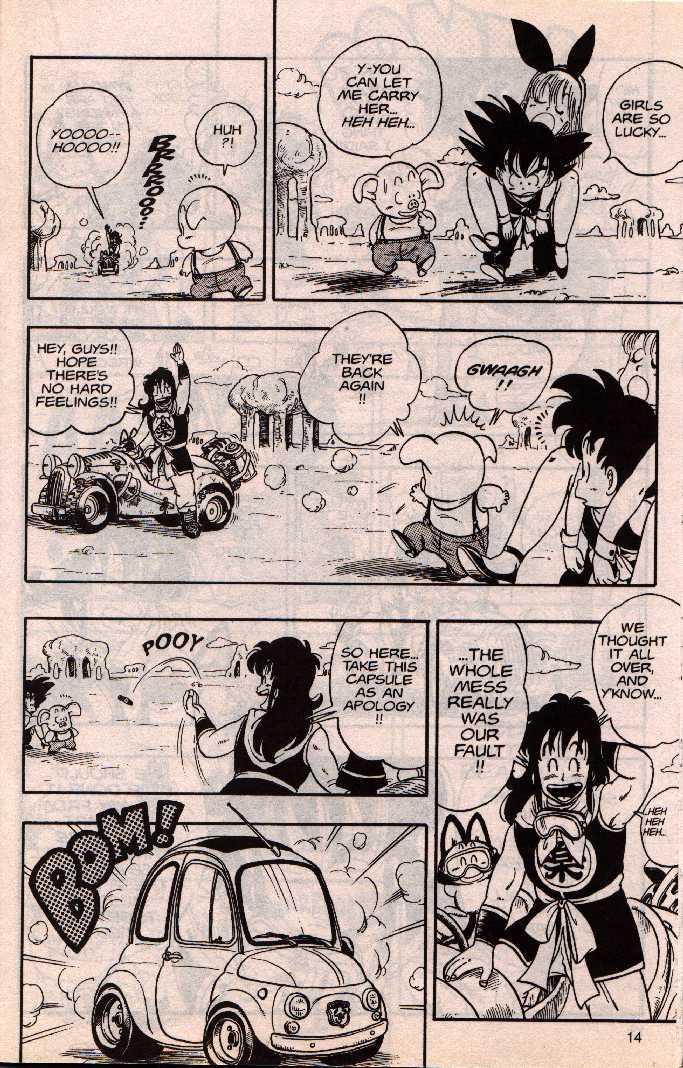 GIRLS
ARE SO
LUCKY...
Y-YOU
CAN LET
ME CARRY
HER...
HEH HEH...
HUH
?!
BRRROOO...
YOOOO--
HOOOO!!
GWAAGH
!!
THEY'RE
BACK
AGAIN
!!
HEY, GUYS!!
HOPE
THERE'S
NO HARD
FEELINGS!!
WE
THOUGHT
IT ALL
OVER,
AND
Y'KNOW...
...THE
WHOLE
MESS
REALLY
WAS
OUR
FAULT
!!
HEH
HEH
HEH..
SO HERE...
TAKE THIS
CAPSULE
AS AN
APOLOGY
!!
POOY
BOM!
14